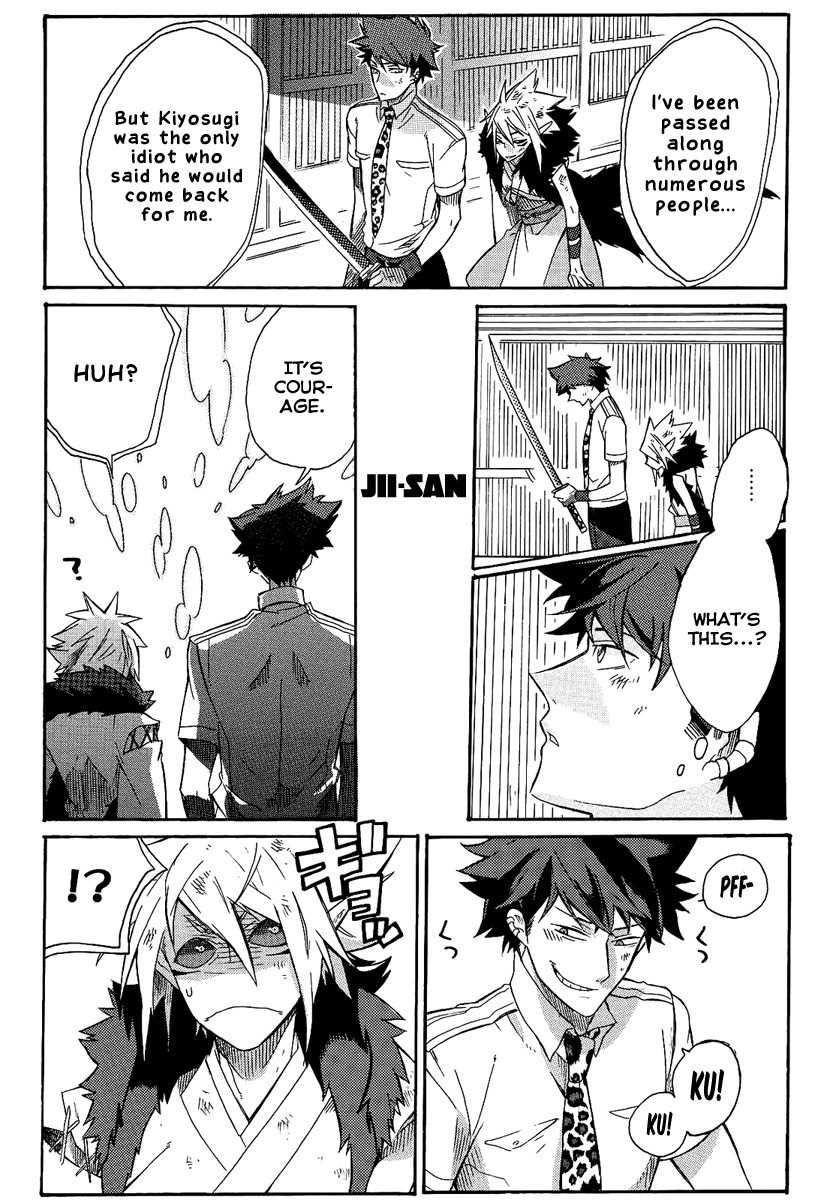 I've been
passed
along
through
numerous
people...
But Kiyosugi
was the only
idiot who
said he would
come back
for me.
......
WHAT'S
THIS...?
JII-SAN
IT'S
COUR-
AGE.
HUH?
?
PFF-
くっ
くっ
KU!
KU!
ギョッ
!?